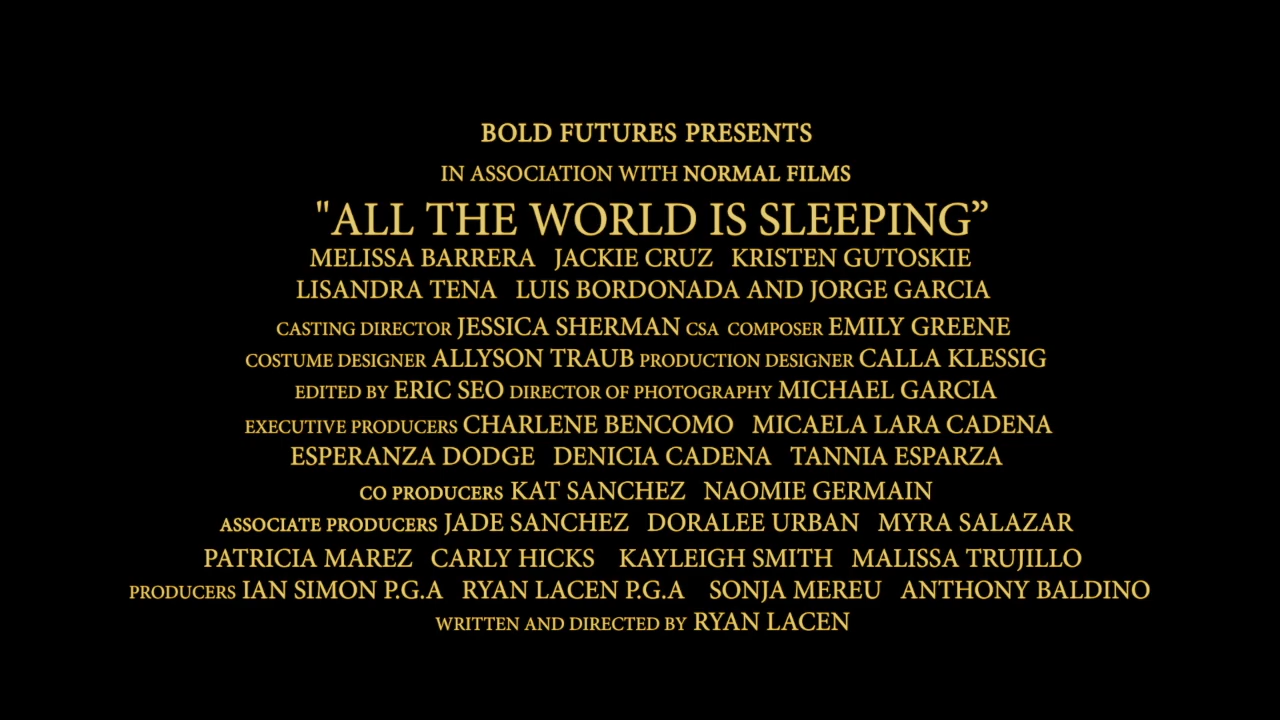 BOLD FUTURES PRESENTS
IN ASSOCIATION WITH NORMAL FILMS
"ALL THE WORLD IS SLEEPING”
MELISSA BARRERA JACKIE CRUZ KRISTEN GUTOSKIE
LISANDRA TENA LUIS BORDONADA AND JORGE GARCIA
CASTING DIRECTOR JESSICA SHERMAN CSA COMPOSER EMILY GREENE
COSTUME DESIGNER ALLYSON TRAUB PRODUCTION DESIGNER CALLA KLESSIG
EDITED BY ERIC SEO DIRECTOR OF PHOTOGRAPHY MICHAEL GARCIA
EXECUTIVE PRODUCERS CHARLENE BENCOMO MICAELA LARA CADENA
ESPERANZA DODGE DENICIA CADENA TANNIA ESPARZA
CO PRODUCERS KAT SANCHEZ NAOMIE GERMAIN
ASSOCIATE PRODUCERS JADE SANCHEZ DORALEE URBAN MYRA SALAZAR
PATRICIA MAREZ CARLY HICKS KAYLEIGH SMITH MALISSA TRUJILLO
PRODUCERS IAN SIMON P.G.A RYAN LACEN P.G.A SONJA MEREU ANTHONY BALDINO
WRITTEN AND DIRECTED BY RYAN LACEN